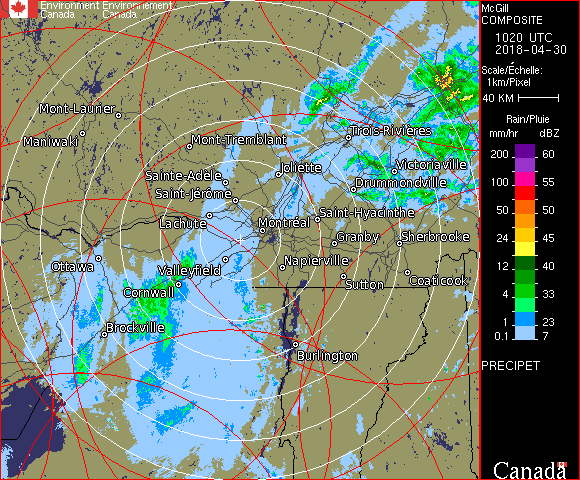 Environment Environnement
Canada Canada
McGill
COMPOSITE
1020 UTC
2018-04-30
Scale/Échelle:
1km/Pixel
40 KM
Rain/Pluie
mm/hr dBZ
200 60
100 55
50 50
24 45
12 40
4 33
1 23
0.1 7
PRECIPET
Canada
Mont-Laurier
Maniwaki
Mont-Tremblant
Trois-Rivières
Joliette
Victoriaville
Sainte-Adèle
Drummondville
Saint-Jérôme
Saint-Hyacinthe
Lachute
Montréal
Granby
Sherbrooke
Ottawa
Valleyfield
Napierville
Sutton
Coaticook
Cornwall
Brockville
Burlington